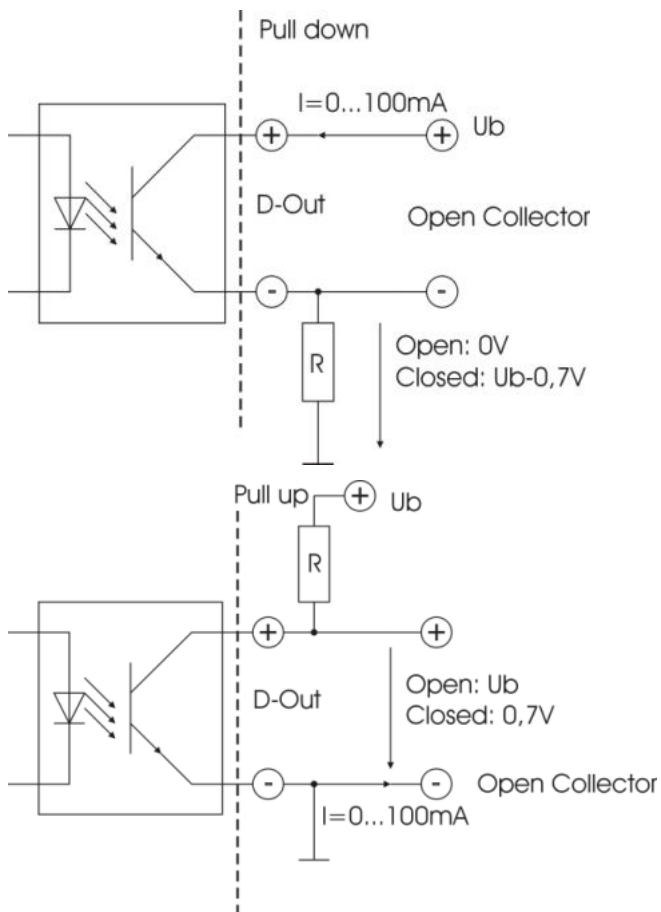 Pull down
I=0...100mA
+
+
Ub
D-Out
Open Collector
-
-
R
Open: 0V
Closed: Ub-0,7V
Pull up
+
Ub
R
+
+
D-Out
Open: Ub
Closed: 0,7V
-
-
Open Collector
I=0...100mA